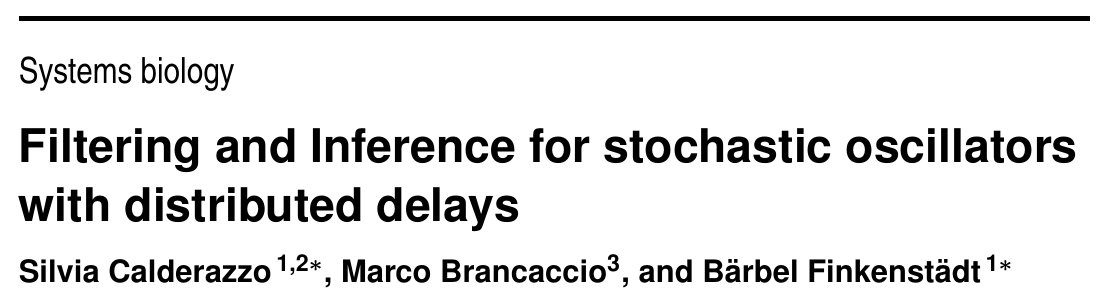 Systems biology
Filtering and Inference for stochastic oscillators
with distributed delays
Silvia Calderazzo 1,2*, Marco Brancaccio3, and Bärbel Finkenstädt 1*